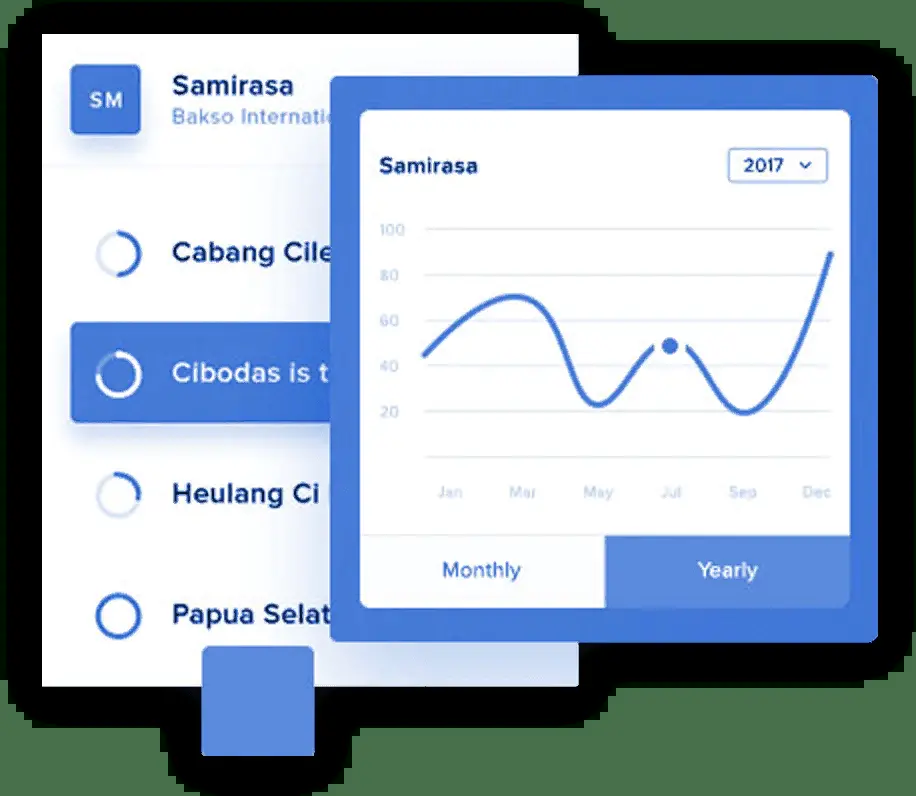 SM
Samirasa
Bakso Internatio
Cabang Cile
Cibodas is t
Heulang Ci
Papua Selat
Samirasa
2017
100
80
60
40
20
Jan Mar May Jul Sep Dec
Monthly Yearly